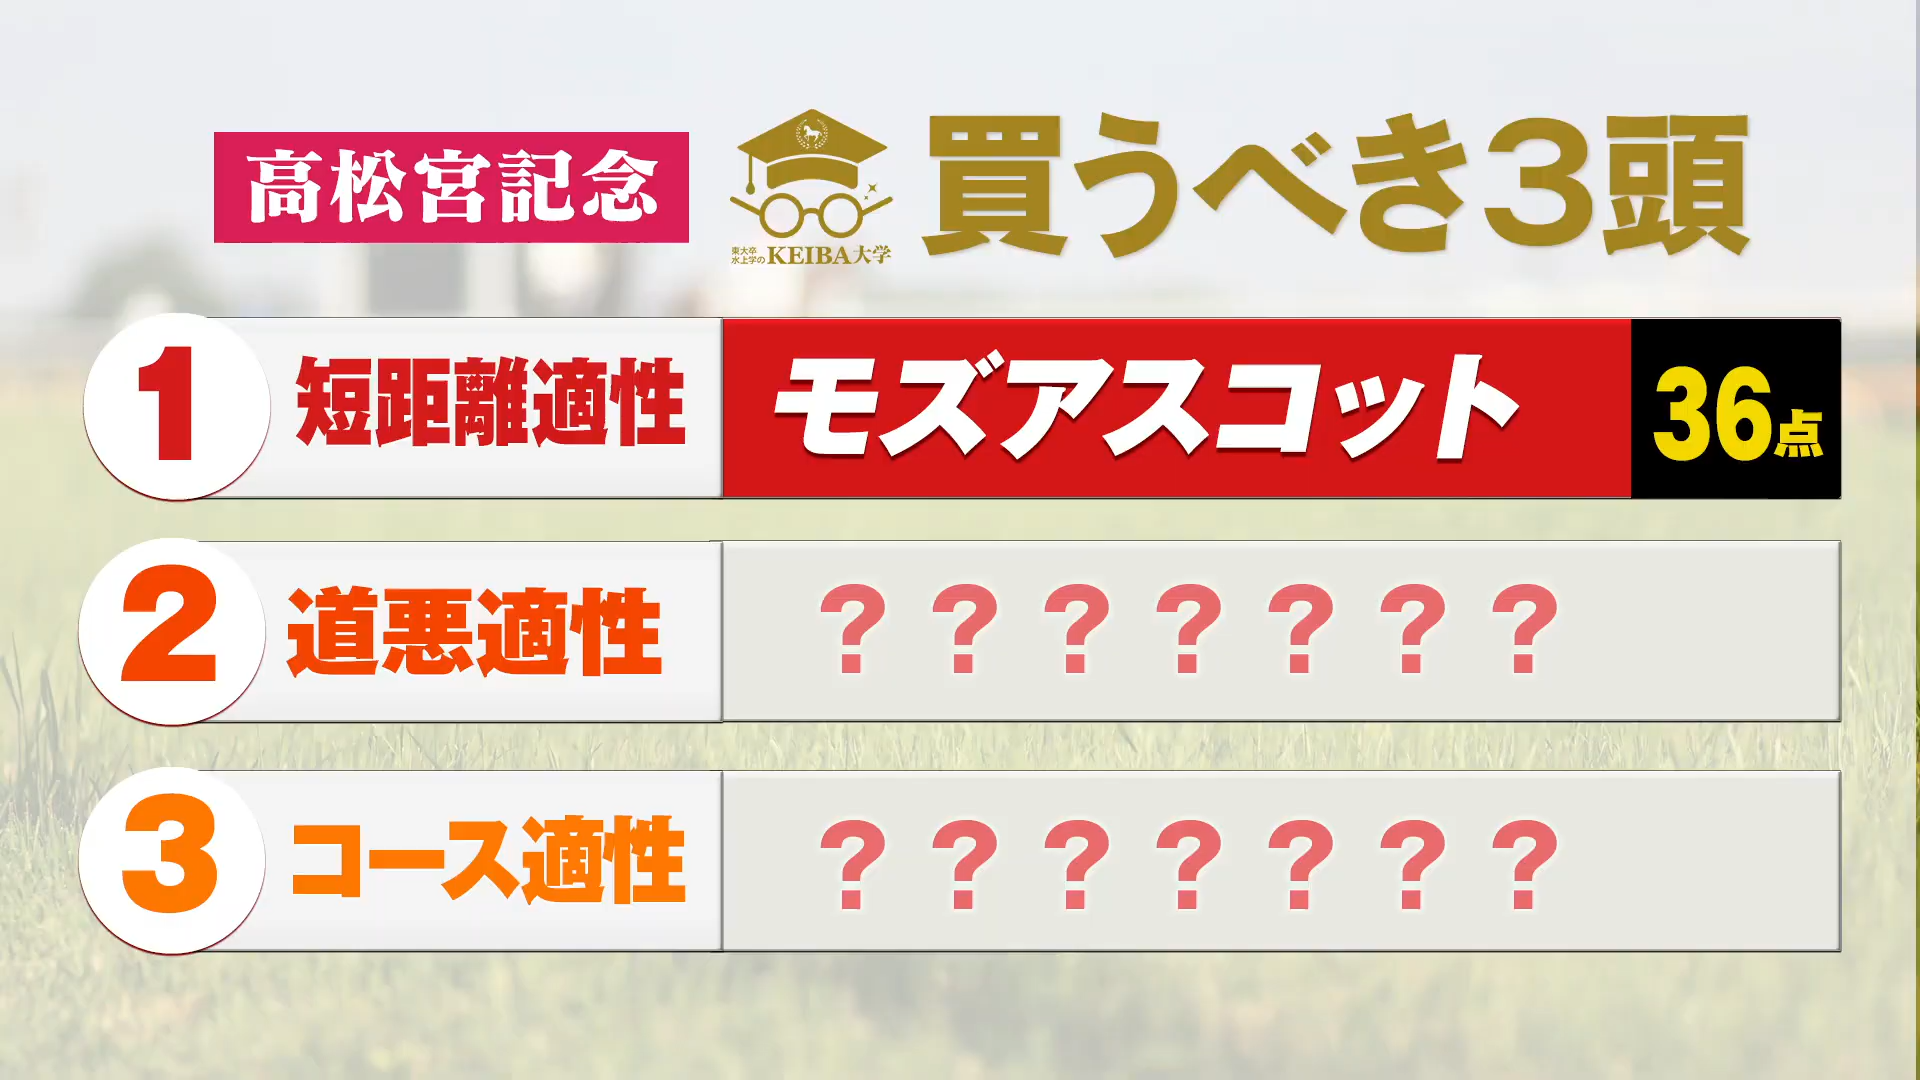 高松宮記念
東大卒
水上学のKEIBA大学
買うべき3頭
1 短距離適性 モズアスコット 36点
2 道悪適性 ? ? ? ? ? ? ?
3 コース適性 ? ? ? ? ? ? ?